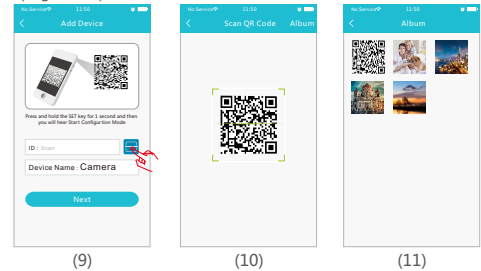 No Service 11:50
Add Device
Press and hold the SET key for 1 second and then
you will hear Start Configurtion Mode
ID : Scan
Device Name : Camera
Next
(9)
No Service 11:50
Scan QR Code Album
(10)
No Service 11:50
Album
(11)